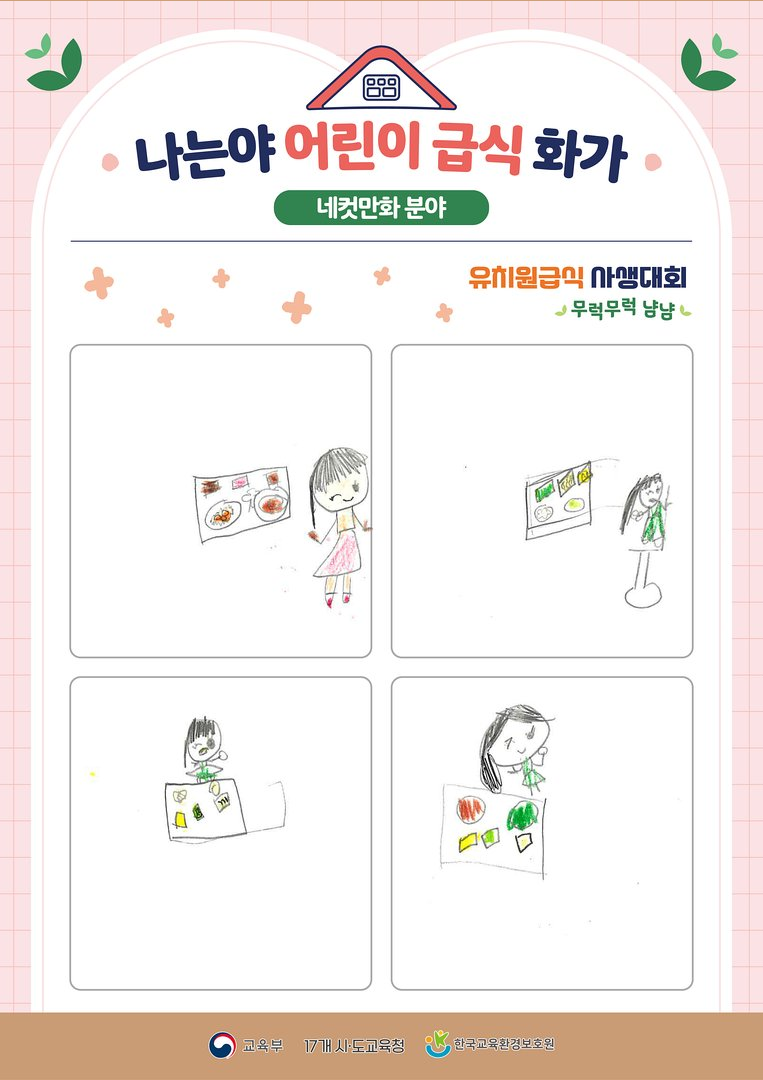 나는야 어린이 급식 화가
네컷만화 분야
유치원급식 사생대회
무럭무럭 냠냠
교육부 17개 시·도교육청 한국교육환경보호원